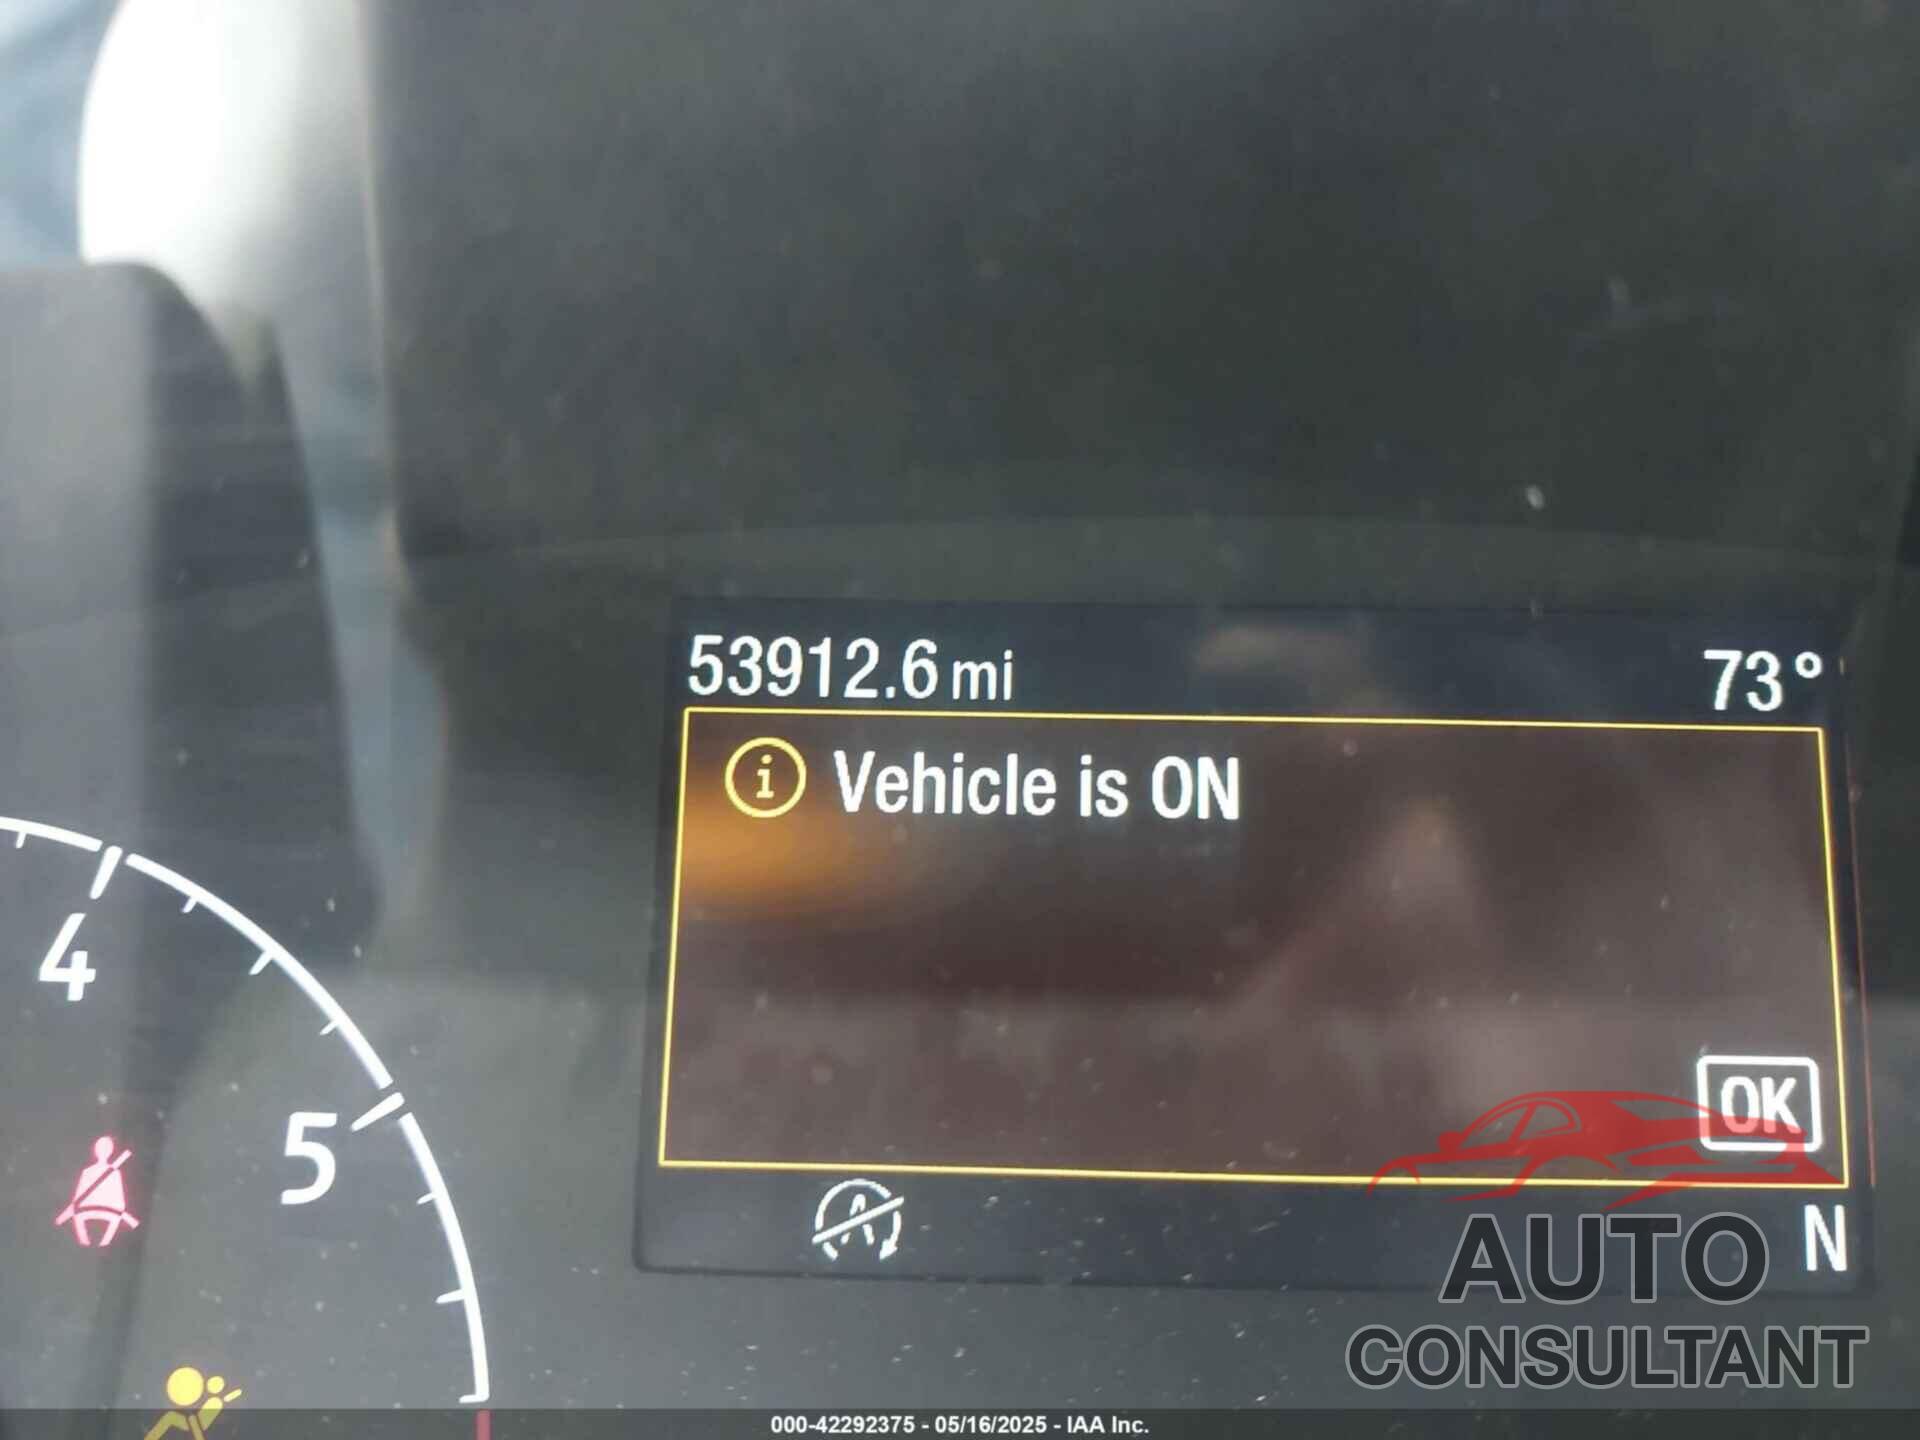 53912.6 mi 73°
i Vehicle is ON
4
5
OK
A
N
AUTO
CONSULTANT
000-42292375 - 05/16/2025 - IAA Inc.